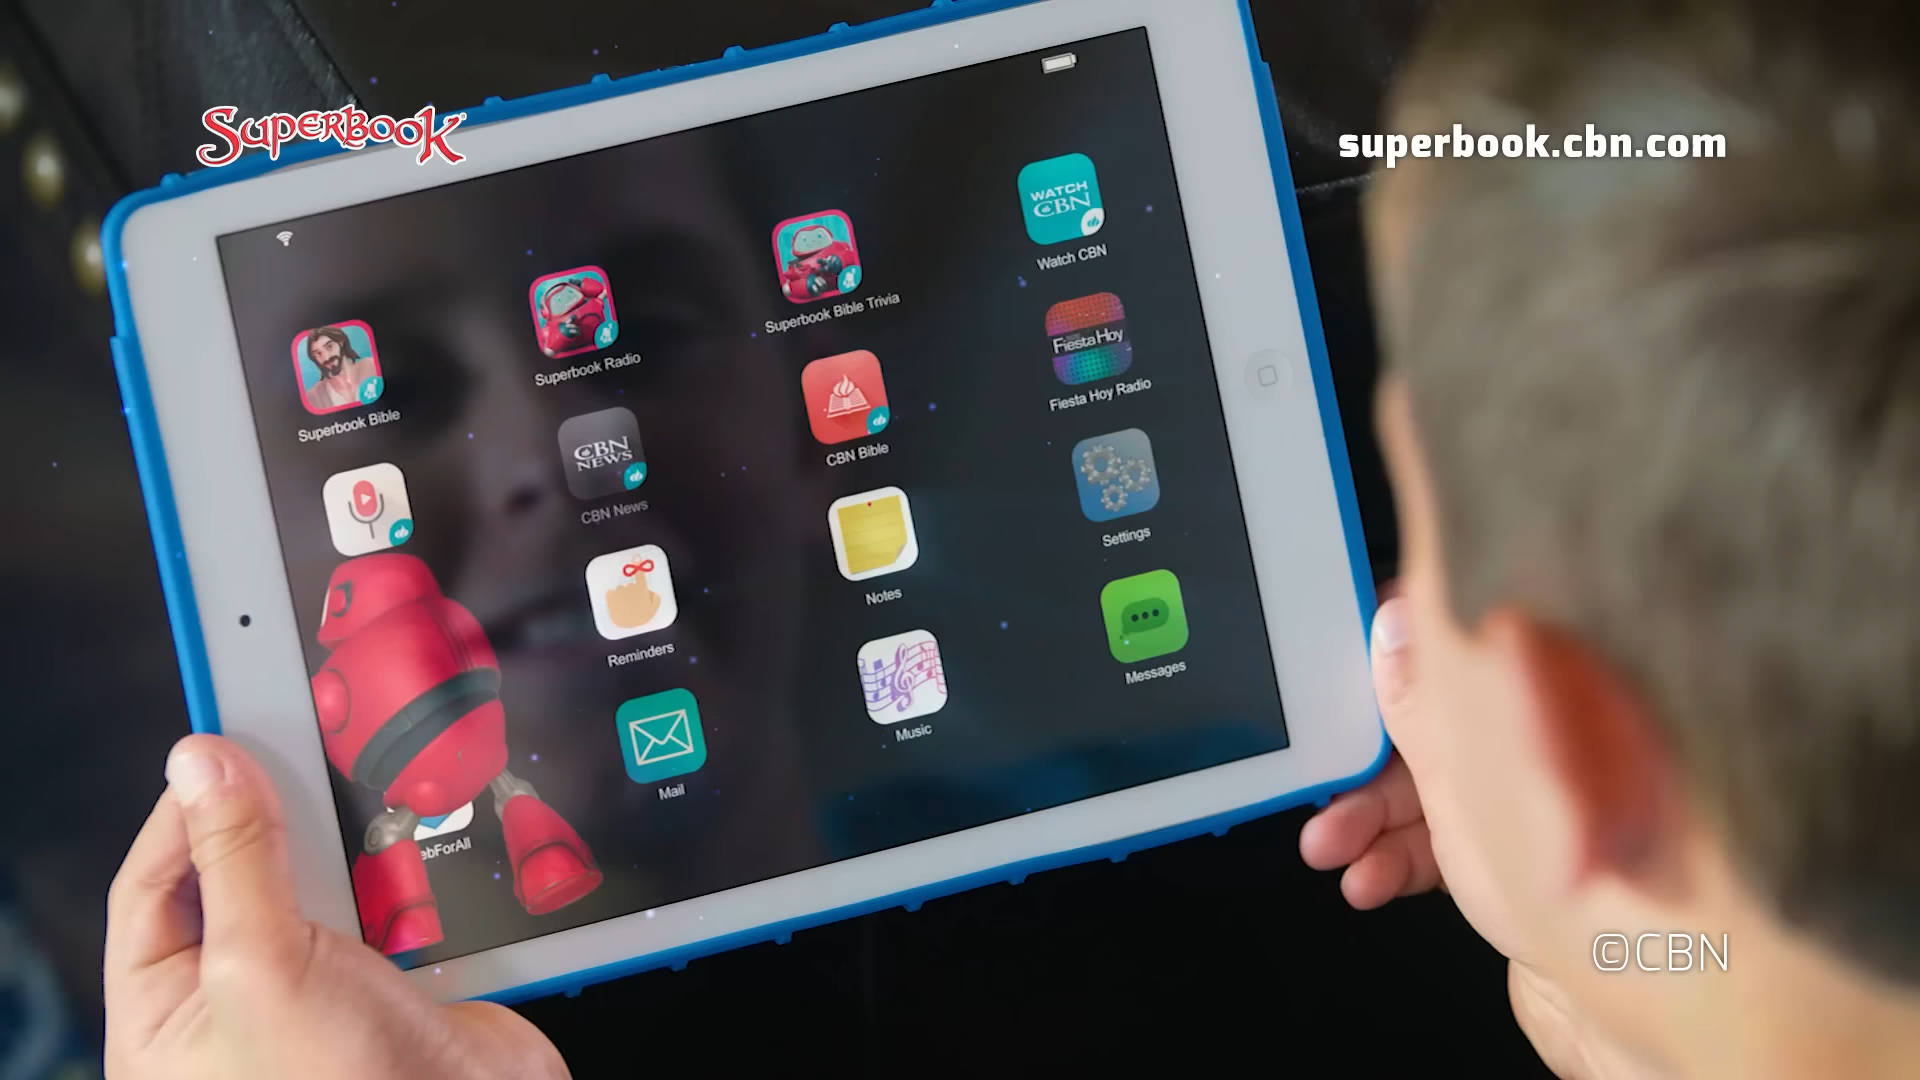 SUPERBOOK
superbook.cbn.com
WATCH
CBN
Watch CBN
Superbook Bible Trivia
Superbook Radio
Superbook Bible
Fiesta Hoy
Fiesta Hoy Radio
CBN Bible
CBN
NEWS
CBN News
Settings
Notes
Reminders
Messages
Music
Mail
ebForAll
©CBN